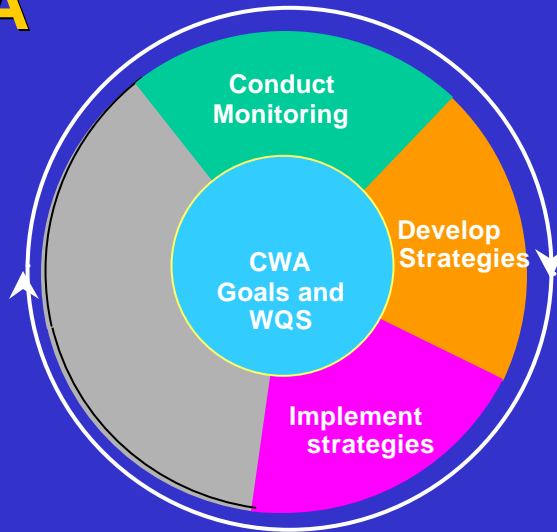 A
Conduct
Monitoring
Develop
Strategies
CWA
Goals and
WQS
Implement
strategies